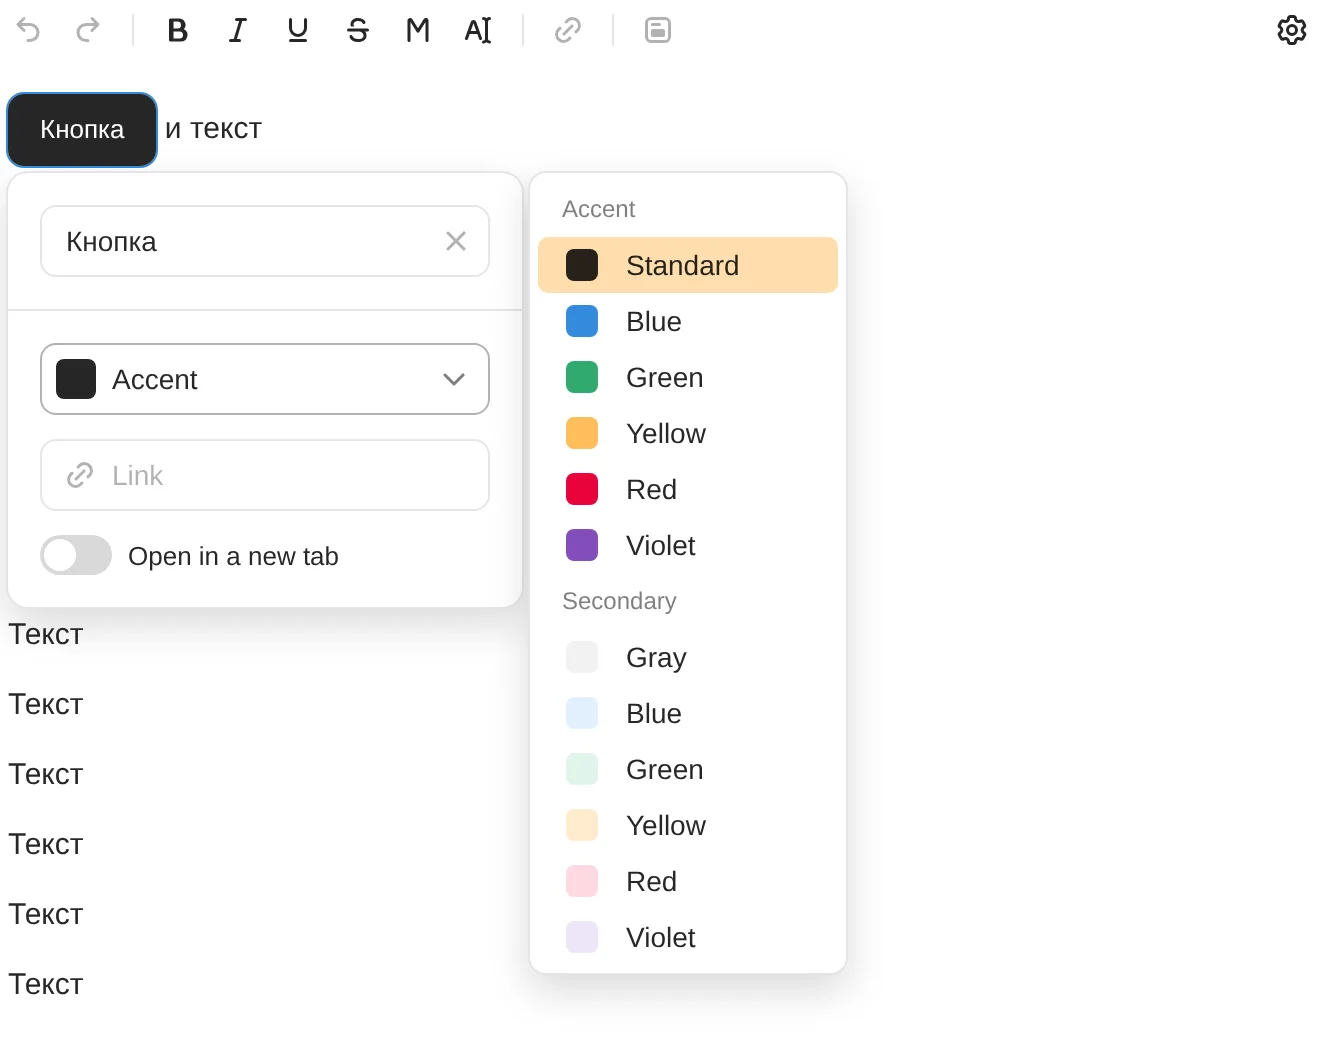 Кнопка и текст
Кнопка
Accent
Link
Open in a new tab
Accent
Standard
Blue
Green
Yellow
Red
Violet
Secondary
Gray
Blue
Green
Yellow
Red
Violet
Текст
Текст
Текст
Текст
Текст
Текст